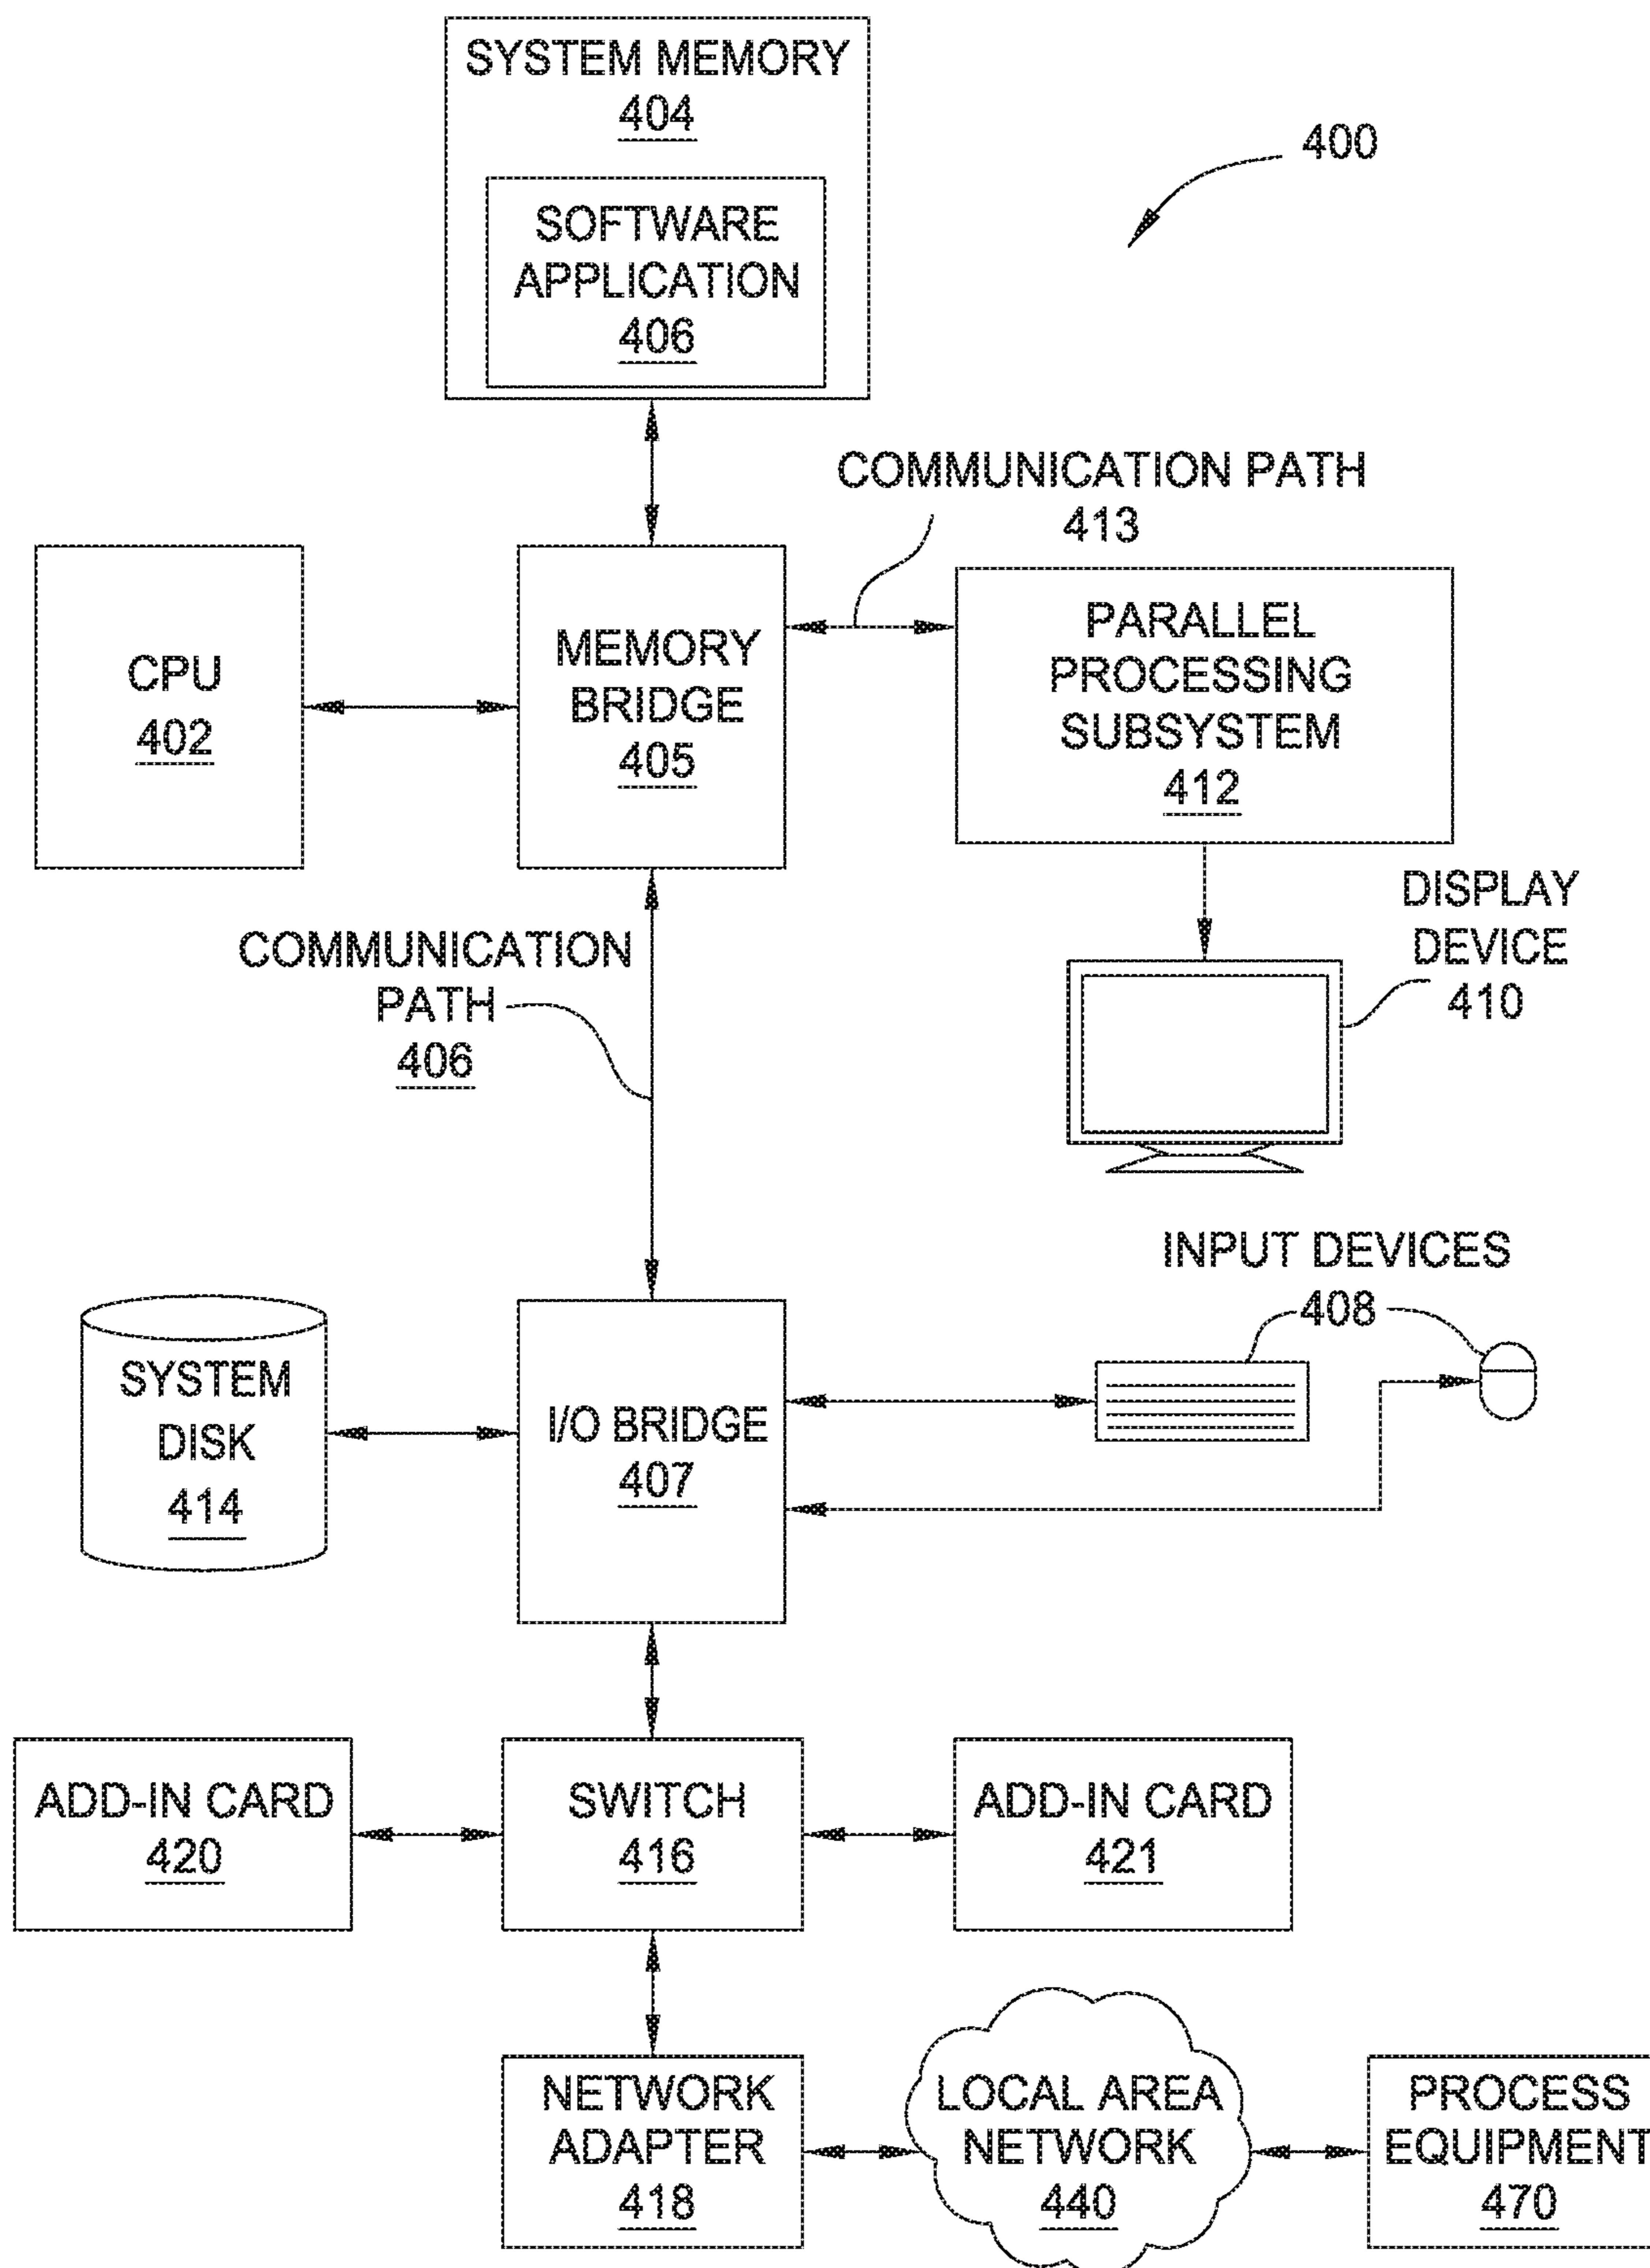 SYSTEM MEMORY
404
400
SOFTWARE
APPLICATION
406
COMMUNICATION PATH
413
CPU
402
MEMORY
BRIDGE
405
PARALLEL
PROCESSING
SUBSYSTEM
412
DISPLAY
DEVICE
410
COMMUNICATION
PATH
406
INPUT DEVICES
408
SYSTEM
DISK
414
I/O BRIDGE
407
ADD-IN CARD
420
SWITCH
416
ADD-IN CARD
421
NETWORK
ADAPTER
418
LOCAL AREA
NETWORK
440
PROCESS
EQUIPMENT
470